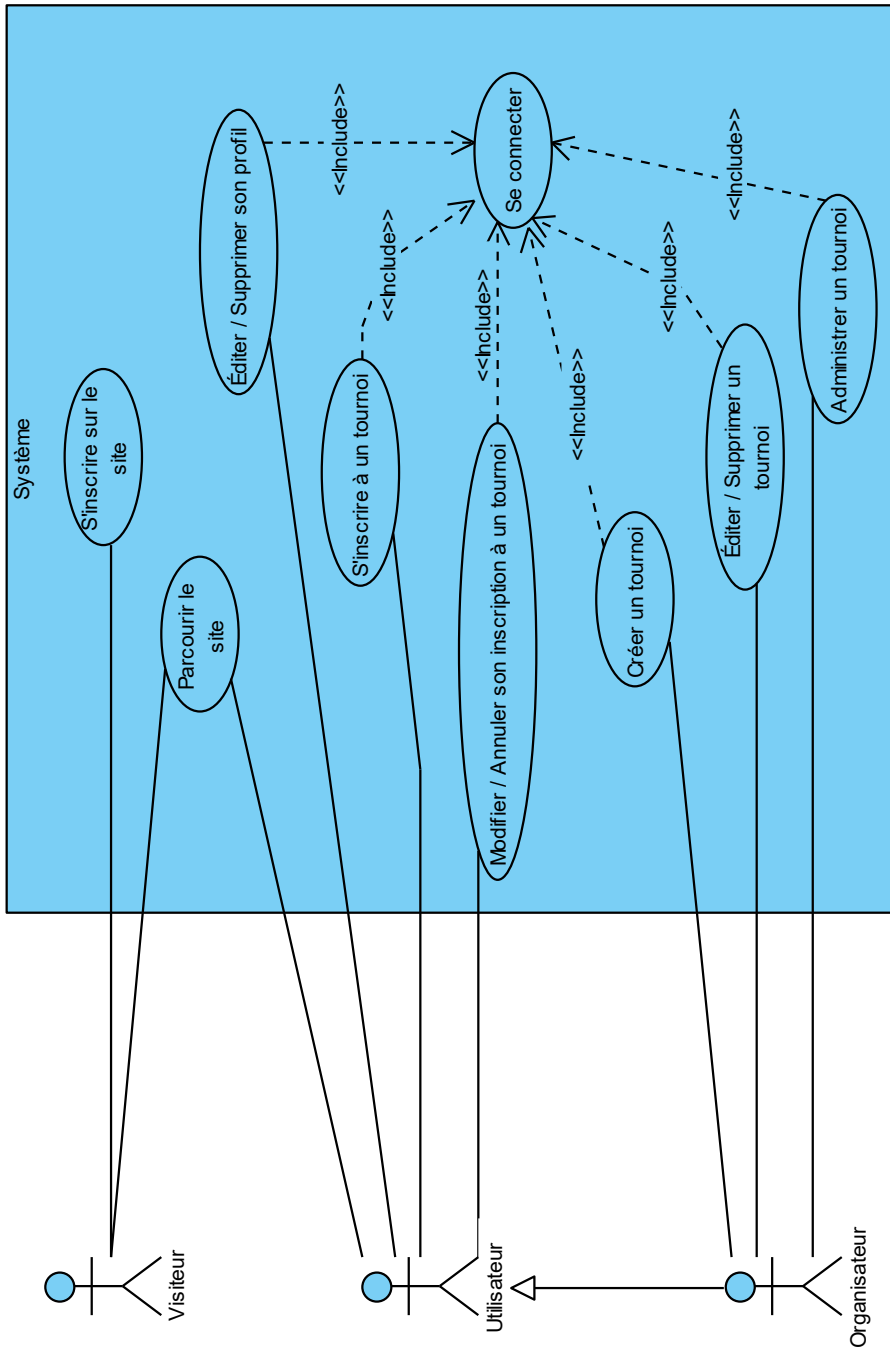 Système
S'inscrire sur le
site
Parcourir le
site
Éditer / Supprimer son profil
<<Include>>
S'inscrire à un tournoi
<<Include>>
Se connecter
Modifier / Annuler son inscription à un tournoi
<<Include>>
Créer un tournoi
<<Include>>
Éditer / Supprimer un
tournoi
<<Include>>
Administrer un tournoi
<<Include>>
Visiteur
Utilisateur
Organisateur